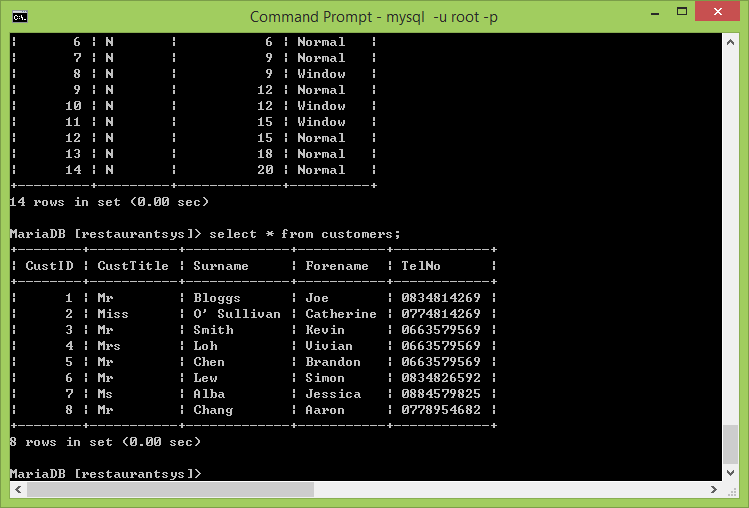 Command Prompt - mysql -u root -p
C:\.
¦ 6 ¦ N ¦ 6 ¦ Normal ¦
¦ 7 ¦ N ¦ 9 ¦ Normal ¦
¦ 8 ¦ N ¦ 9 ¦ Window ¦
¦ 9 ¦ N ¦ 12 ¦ Normal ¦
¦ 10 ¦ N ¦ 12 ¦ Window ¦
¦ 11 ¦ N ¦ 15 ¦ Window ¦
¦ 12 ¦ N ¦ 15 ¦ Normal ¦
¦ 13 ¦ N ¦ 18 ¦ Normal ¦
¦ 14 ¦ N ¦ 20 ¦ Normal ¦
+---------+----------+--------------+-----------+
14 rows in set (0.00 sec)
MariaDB [restaurantsys]> select * from customers;
+--------+-----------+-------------+-----------+------------+
¦ CustID ¦ CustTitle ¦ Surname ¦ Forename ¦ TelNo ¦
+--------+-----------+-------------+-----------+------------+
¦ 1 ¦ Mr ¦ Bloggs ¦ Joe ¦ 0834814269 ¦
¦ 2 ¦ Miss ¦ O' Sullivan ¦ Catherine ¦ 0774814269 ¦
¦ 3 ¦ Mr ¦ Smith ¦ Kevin ¦ 0663579569 ¦
¦ 4 ¦ Mrs ¦ Loh ¦ Vivian ¦ 0663579569 ¦
¦ 5 ¦ Mr ¦ Chen ¦ Brandon ¦ 0663579569 ¦
¦ 6 ¦ Mr ¦ Lew ¦ Simon ¦ 0834826592 ¦
¦ 7 ¦ Ms ¦ Alba ¦ Jessica ¦ 0884579825 ¦
¦ 8 ¦ Mr ¦ Chang ¦ Aaron ¦ 0778954682 ¦
+--------+-----------+-------------+-----------+------------+
8 rows in set (0.00 sec)
MariaDB [restaurantsys]>